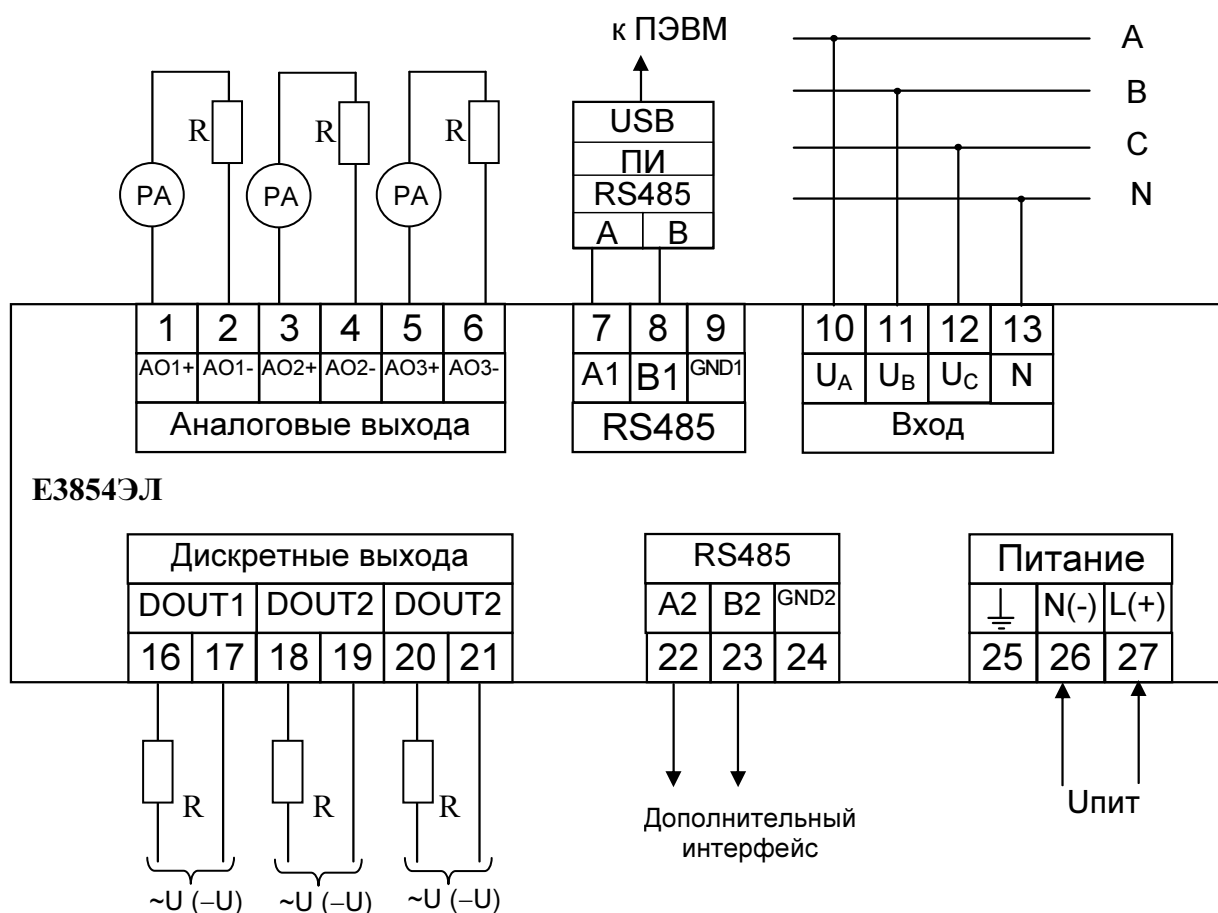 к ПЭВМ
A
B
C
N
R
R
R
PA
PA
PA
USB
ПИ
RS485
A B
1 2 3 4 5 6
AO1+ AO1- AO2+ AO2- AO3+ AO3-
Аналоговые выхода
7 8 9
A1 B1 GND1
RS485
10 11 12 13
UA UB UC N
Вход
Е3854ЭЛ
Дискретные выхода
DOUT1 DOUT2 DOUT2
16 17 18 19 20 21
RS485
A2 B2 GND2
22 23 24
Питание
N(-) L(+)
25 26 27
R
R
R
~U (–U)
~U (–U)
~U (–U)
Дополнительный
интерфейс
Uпит